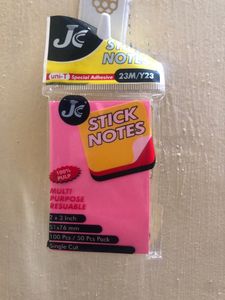 JC
STICK
NOTES
uni-T Special Adhesive 23M/Y23
JC
STICK
NOTES
100%
PULP
MULTI
PURPOSE
RESUABLE
2 x 3 Inch
51x76 mm
100 Pcs / 50 Pcs Pack
Single Cut